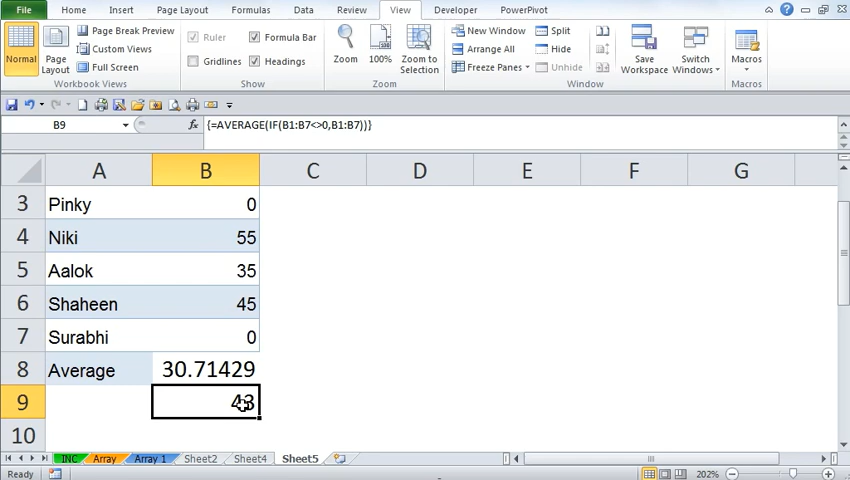 File Home Insert Page Layout Formulas Data Review View Developer PowerPivot
Normal Page Layout Page Break Preview Custom Views Full Screen Ruler Formula Bar Gridlines Headings Zoom 100% Zoom to Selection New Window Arrange All Freeze Panes Split Hide Unhide Save Workspace Switch Windows Macros
Workbook Views Show Zoom Window Macros
B9 fx {=AVERAGE(IF(B1:B7<>0,B1:B7))}
A B C D E F G
3 Pinky 0
4 Niki 55
5 Aalok 35
6 Shaheen 45
7 Surabhi 0
8 Average 30.71429
9 43
10
INC Array Array 1 Sheet2 Sheet4 Sheet5
Ready 202%